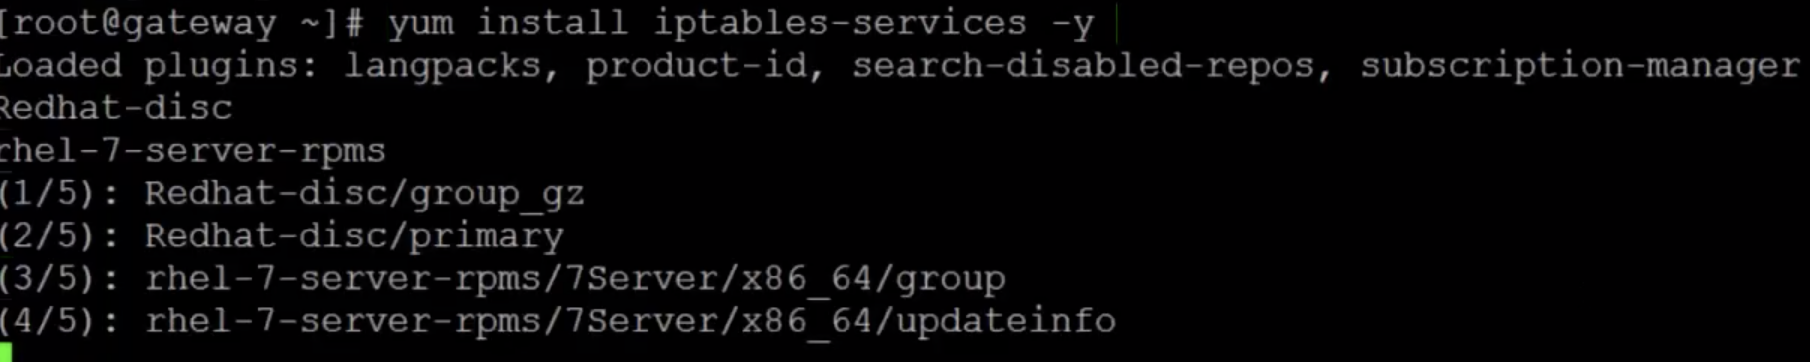 [root@gateway ~]# yum install iptables-services -y
Loaded plugins: langpacks, product-id, search-disabled-repos, subscription-manager
Redhat-disc
rhel-7-server-rpms
(1/5): Redhat-disc/group_gz
(2/5): Redhat-disc/primary
(3/5): rhel-7-server-rpms/7Server/x86_64/group
(4/5): rhel-7-server-rpms/7Server/x86_64/updateinfo